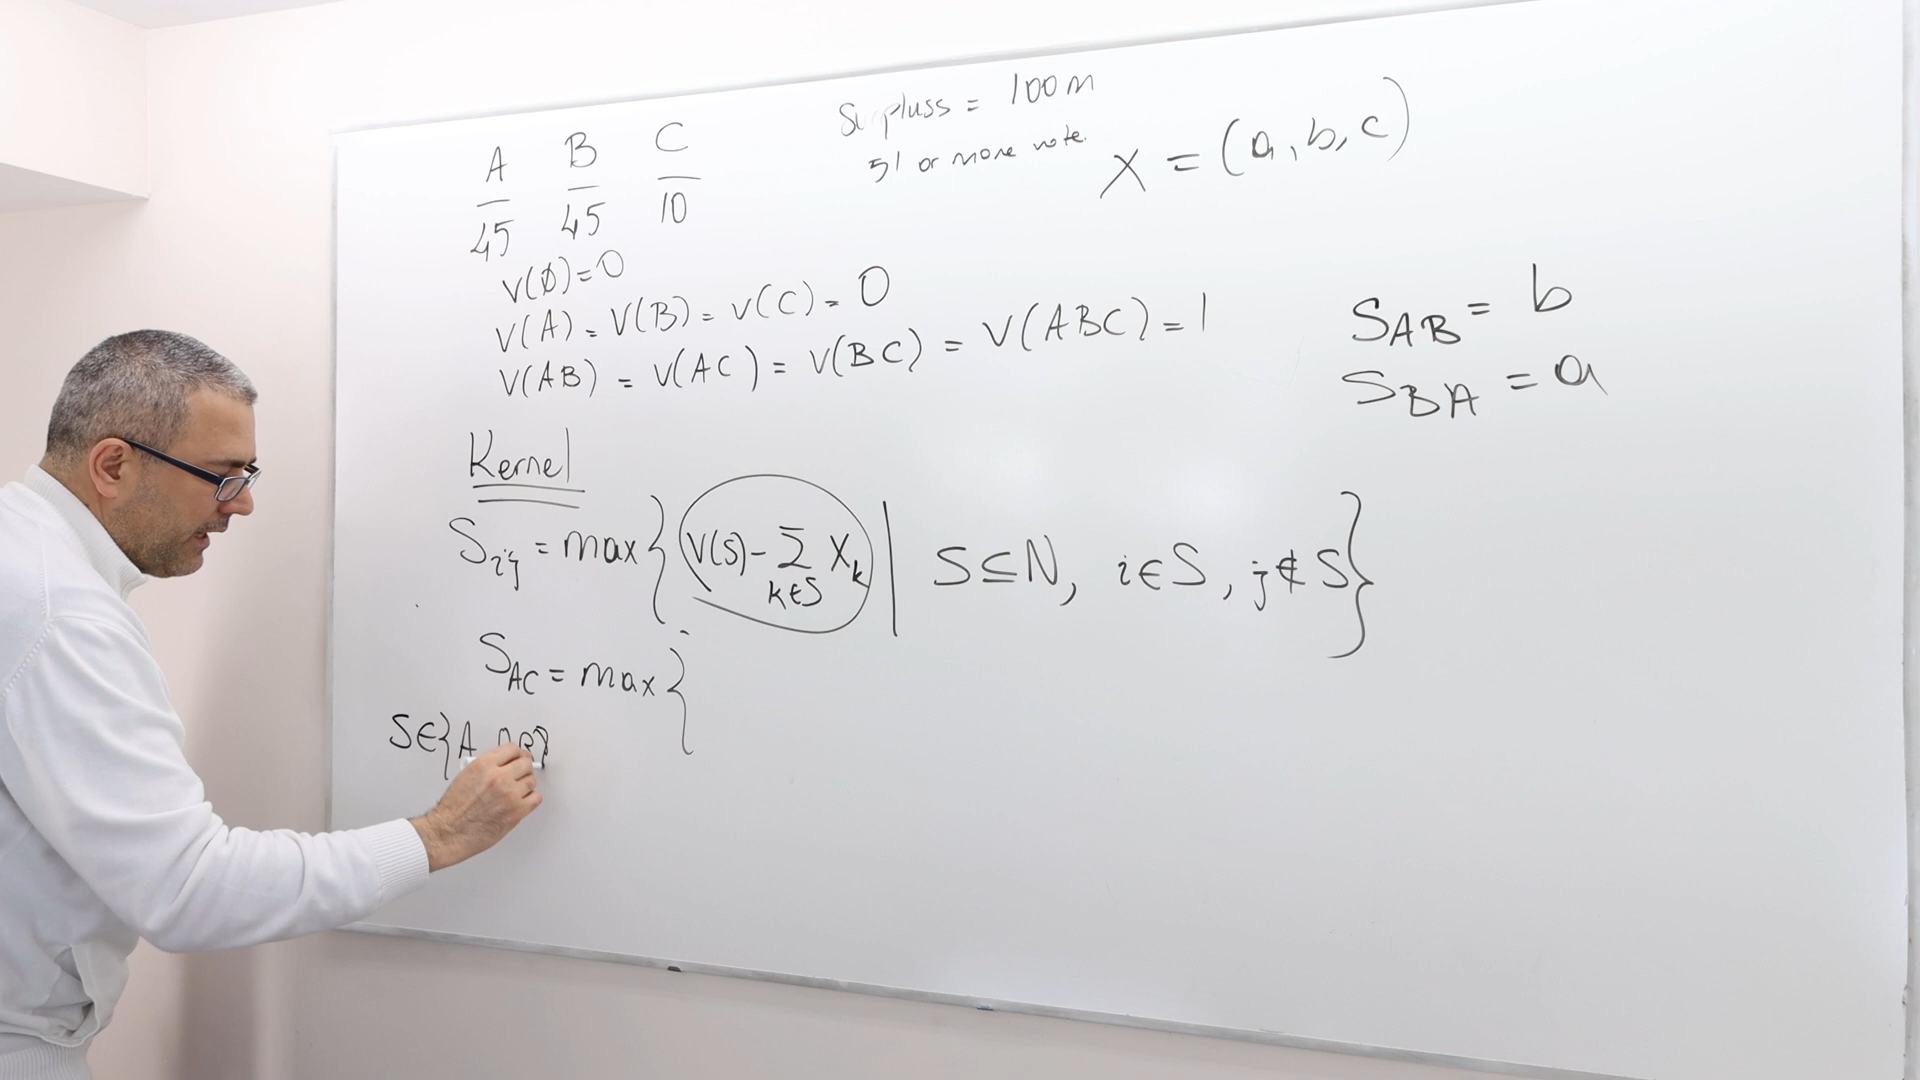 A B C
45 45 10
Surpluss = 100m
51 or more vote.
X = (a, b, c)
V(∅)=0
V(A) = V(B) = V(C) = 0
V(AB) = V(AC) = V(BC) = V(ABC) = 1
S_AB = b
S_BA = a
Kernel
S_ij = max{ V(S) - Σ_{k∈S} X_k | S⊆N, i∈S, j∉S }
S_AC = max{
S∈{A,